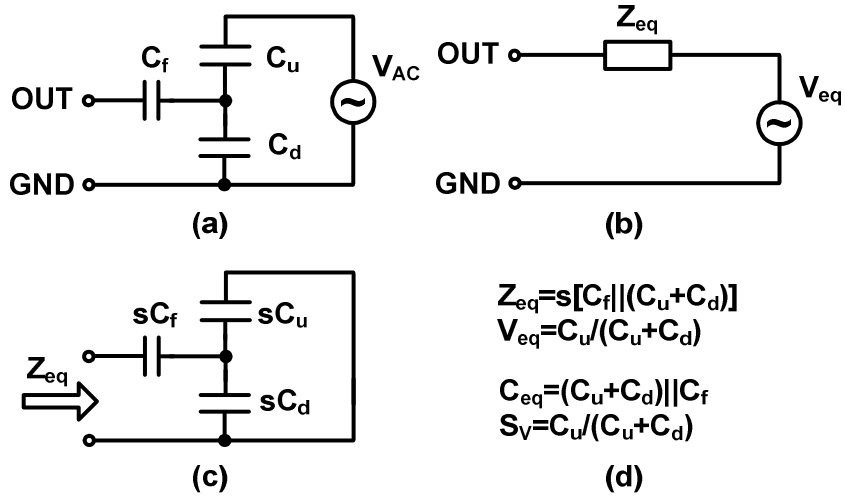 C_f
C_u
V_AC
OUT
C_d
GND
(a)
Z_eq
OUT
V_eq
GND
(b)
sC_f
sC_u
Z_eq
sC_d
(c)
Z_eq=s[C_f||(C_u+C_d)]
V_eq=C_u/(C_u+C_d)
C_eq=(C_u+C_d)||C_f
S_V=C_u/(C_u+C_d)
(d)